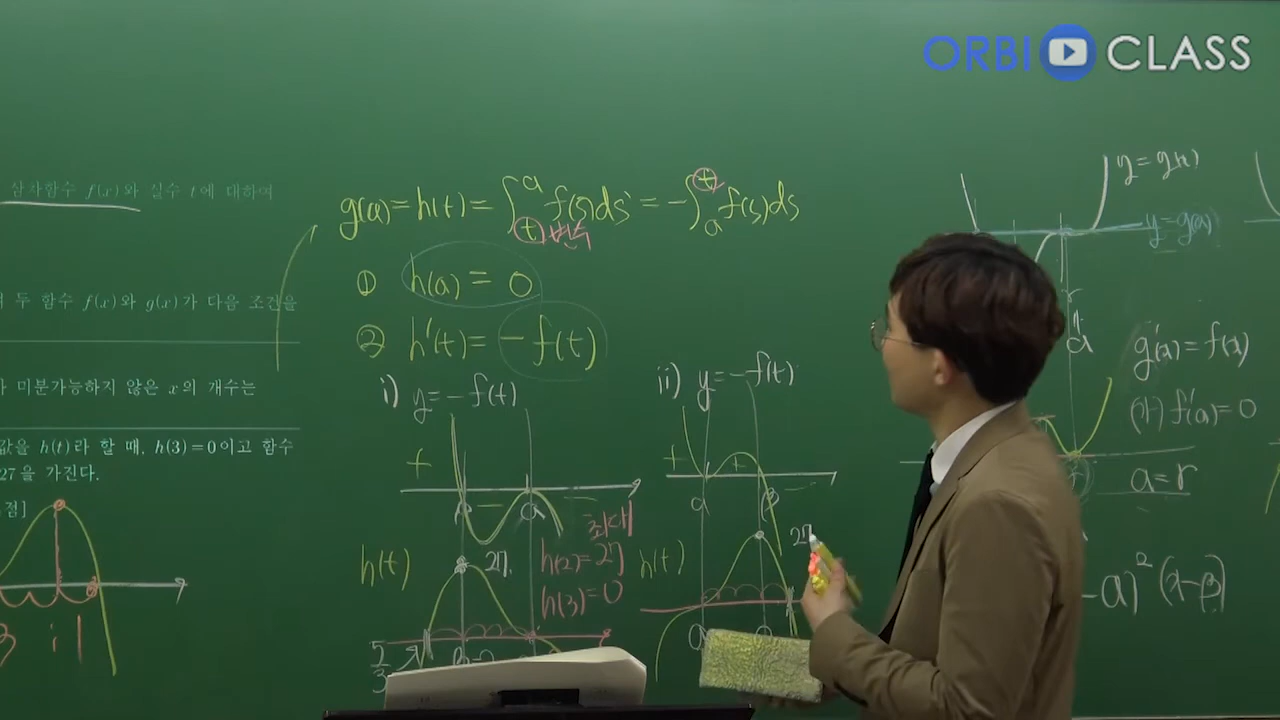 ORBI CLASS
삼차함수 f(x)와 실수 t에 대하여
두 함수 f(x)와 g(x)가 다음 조건을
미분가능하지 않은 x의 개수는
값을 h(t)라 할 때, h(3)=0이고 함수
27을 가진다.
점]
i 1
g(a)=h(t)=∫_t^a f(s)ds=-∫_a^t f(s)ds
변수
① h(a)=0
② h'(t)=-f(t)
i) y=-f(t)
+ - -
β α
h(t)
27
최대
h(2)=27
h(3)=0
ii) y=-f(t)
+ + -
α β
h(t)
27
y=g(x)
y=g(a)
r
a
g'(x)=f(x)
(가) f'(a)=0
a=r
-a)²(x-β)